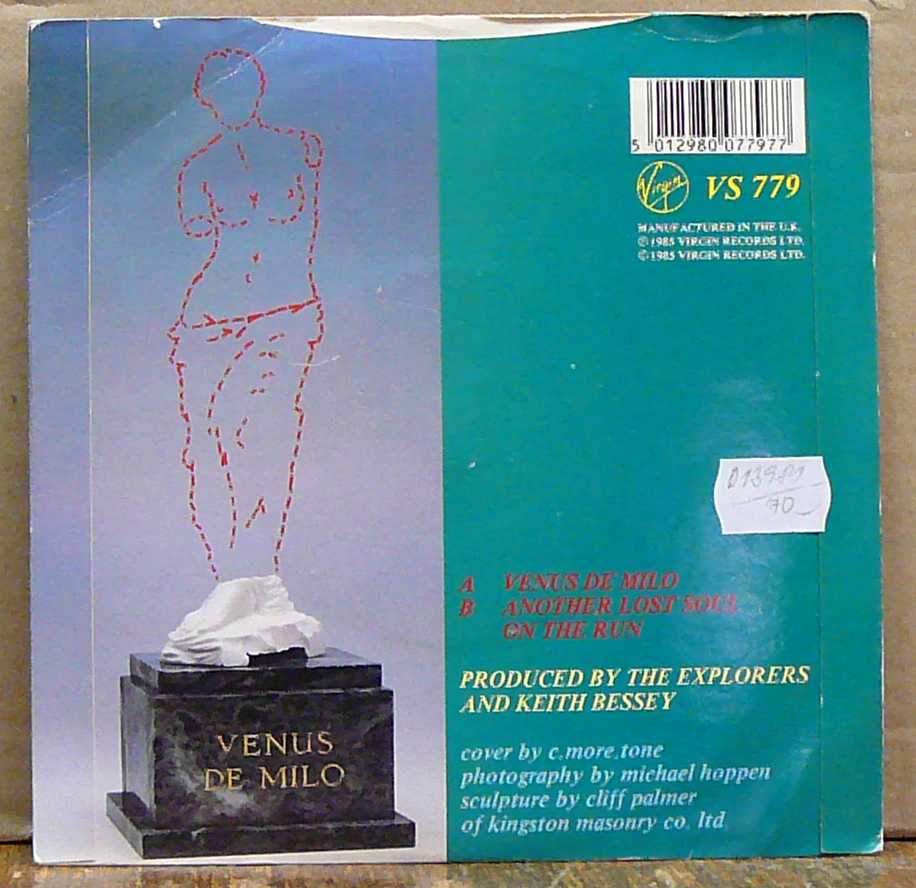 5 012980 077977
Virgin VS 779
MANUFACTURED IN THE U.K.
℗ 1985 VIRGIN RECORDS LTD.
© 1985 VIRGIN RECORDS LTD.
70
A VENUS DE MILO
B ANOTHER LOST SOUL
ON THE RUN
PRODUCED BY THE EXPLORERS
AND KEITH BESSEY
cover by c.more.tone
photography by michael hoppen
sculpture by cliff palmer
of kingston masonry co. ltd.
VENUS
DE MILO